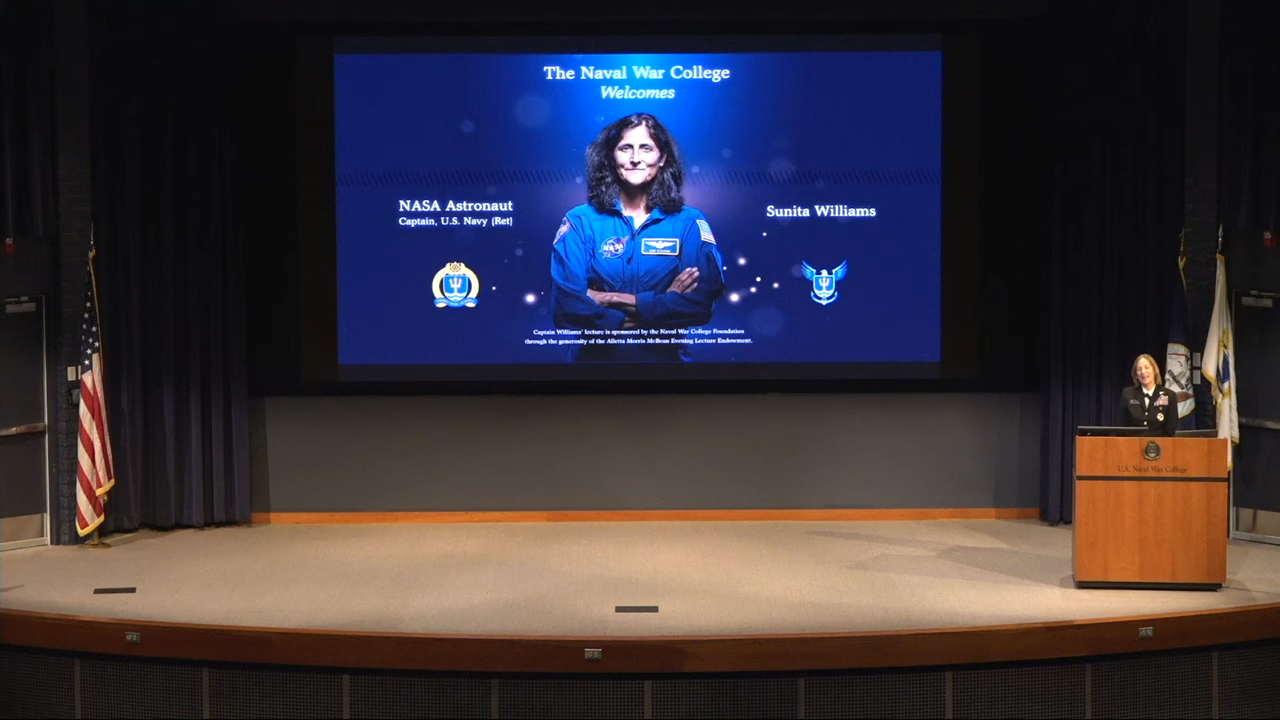 The Naval War College
Welcomes
NASA Astronaut
Captain, U.S. Navy (Ret)
Sunita Williams
NASA
Captain Williams' lecture is sponsored by the Naval War College Foundation
through the generosity of the Alletta Morris McBean Evening Lecture Endowment.
U.S. Naval War College